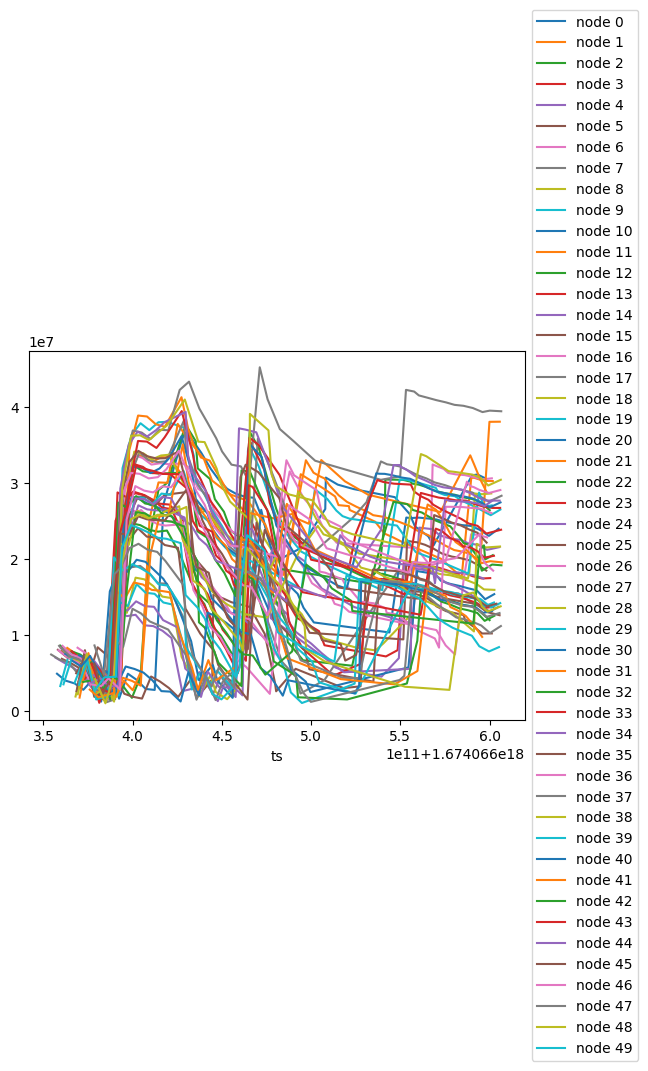 1e7
4
3
2
1
0
3.5 4.0 4.5 5.0 5.5 6.0
ts
1e11+1.674066e18
node 0
node 1
node 2
node 3
node 4
node 5
node 6
node 7
node 8
node 9
node 10
node 11
node 12
node 13
node 14
node 15
node 16
node 17
node 18
node 19
node 20
node 21
node 22
node 23
node 24
node 25
node 26
node 27
node 28
node 29
node 30
node 31
node 32
node 33
node 34
node 35
node 36
node 37
node 38
node 39
node 40
node 41
node 42
node 43
node 44
node 45
node 46
node 47
node 48
node 49